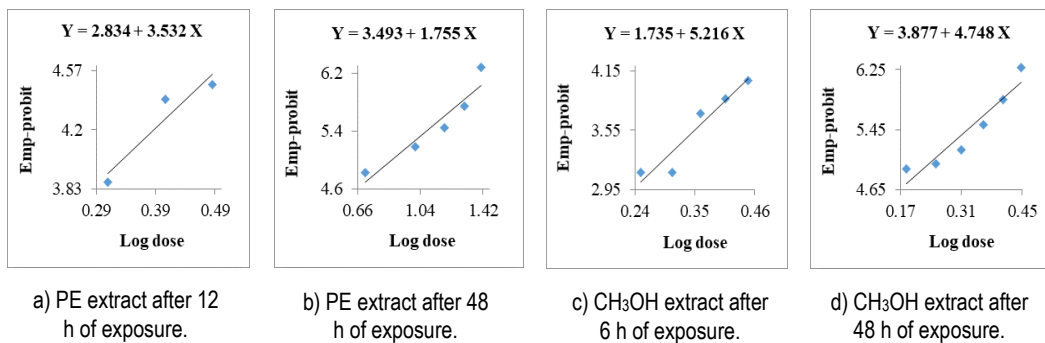 Y = 2.834 + 3.532 X
4.57
4.2
3.83
0.29 0.39 0.49
Emp-probit
Log dose
a) PE extract after 12
h of exposure.
Y = 3.493 + 1.755 X
6.2
5.4
4.6
0.66 1.04 1.42
Emp-probit
Log dose
b) PE extract after 48
h of exposure.
Y = 1.735 + 5.216 X
4.15
3.55
2.95
0.24 0.35 0.46
Emp-probit
Log dose
c) CH3OH extract after
6 h of exposure.
Y = 3.877 + 4.748 X
6.25
5.45
4.65
0.17 0.31 0.45
Emp-probit
Log dose
d) CH3OH extract after
48 h of exposure.